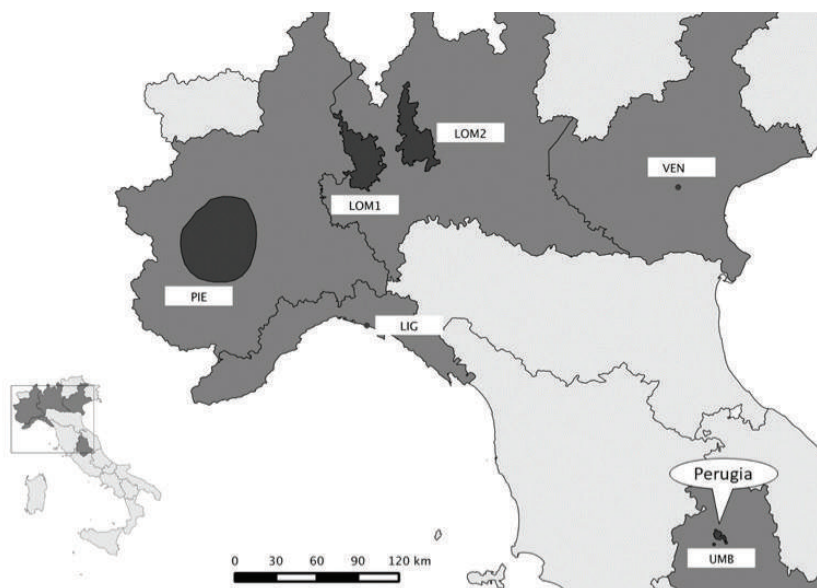 LOM2
VEN
LOM1
PIE
LIG
Perugia
UMB
0 30 60 90 120 km